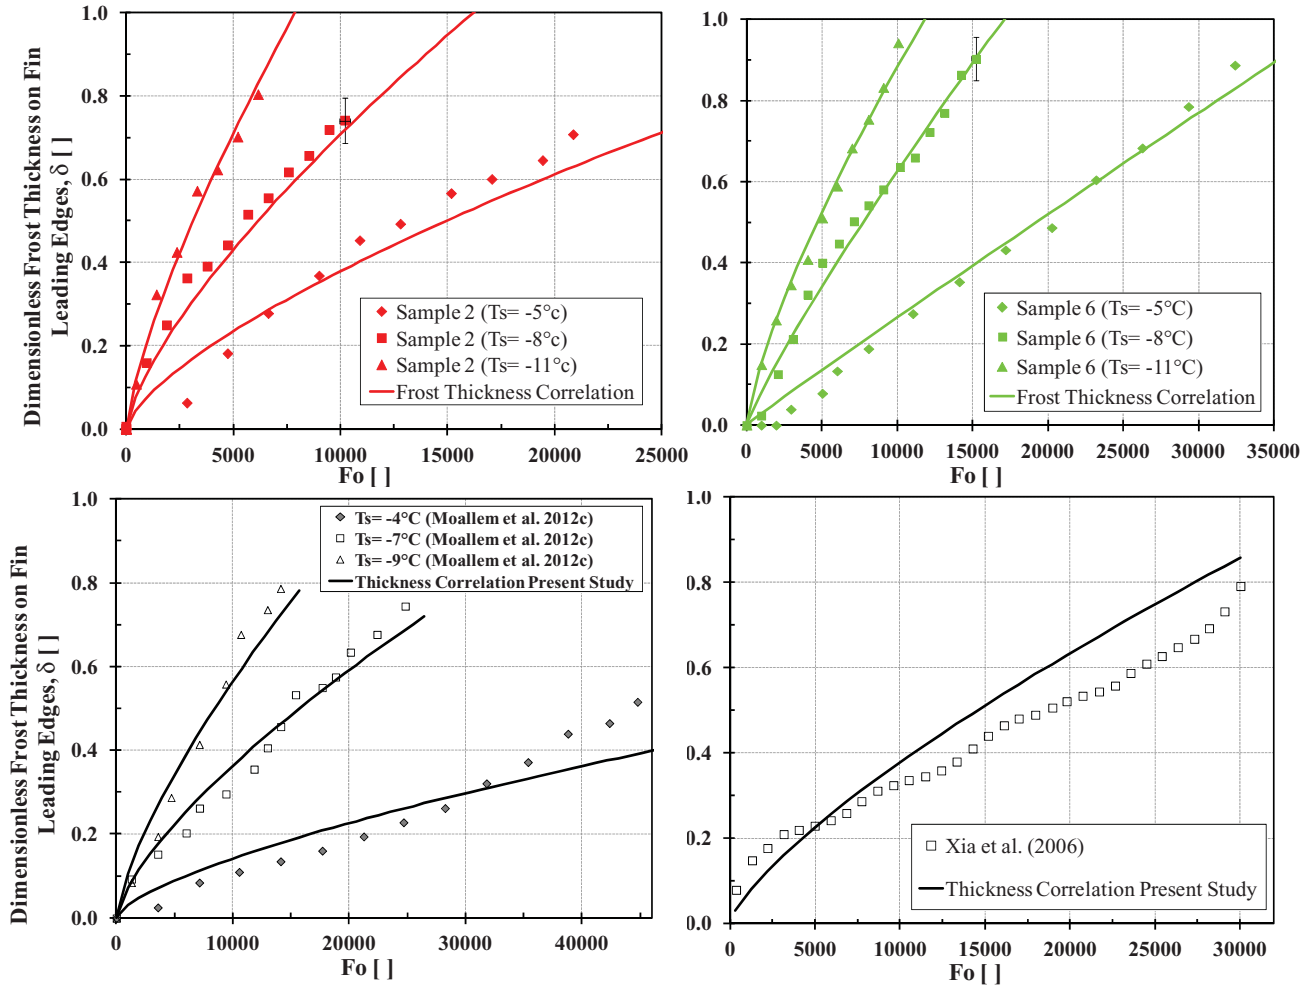 Dimensionless Frost Thickness on Fin
Leading Edges, δ [ ]
1.0
0.8
0.6
0.4
0.2
0.0
0
5000
10000
15000
20000
25000
Fo [ ]
Sample 2 (Ts= -5°c)
Sample 2 (Ts= -8°c)
Sample 2 (Ts= -11°c)
Frost Thickness Correlation
1.0
0.8
0.6
0.4
0.2
0.0
0
5000
10000
15000
20000
25000
30000
35000
Fo [ ]
Sample 6 (Ts= -5°C)
Sample 6 (Ts= -8°C)
Sample 6 (Ts= -11°C)
Frost Thickness Correlation
Dimensionless Frost Thickness on Fin
Leading Edges, δ [ ]
1.0
0.8
0.6
0.4
0.2
0.0
0
10000
20000
30000
40000
Fo [ ]
Ts= -4°C (Moallem et al. 2012c)
Ts= -7°C (Moallem et al. 2012c)
Ts= -9°C (Moallem et al. 2012c)
Thickness Correlation Present Study
1.0
0.8
0.6
0.4
0.2
0.0
0
5000
10000
15000
20000
25000
30000
Fo [ ]
Xia et al. (2006)
Thickness Correlation Present Study